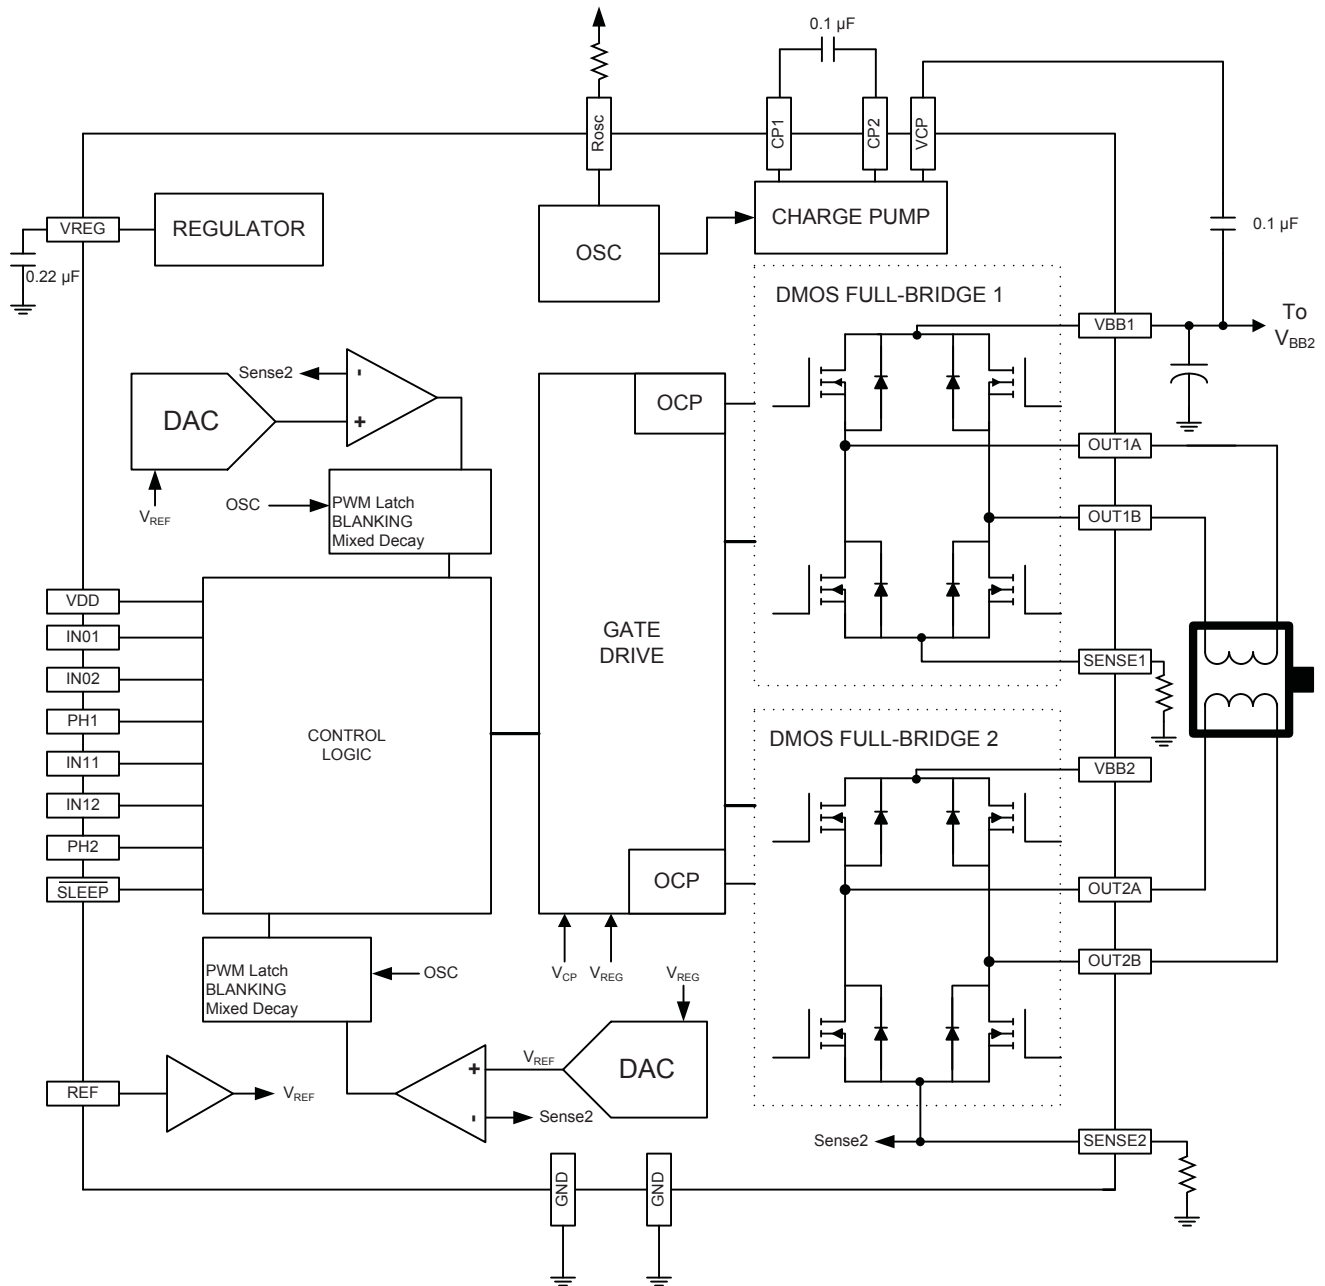 0.1 µF
Rosc
CP1
CP2
VCP
VREG
REGULATOR
OSC
CHARGE PUMP
0.1 µF
0.22 µF
DMOS FULL-BRIDGE 1
VBB1
To
VBB2
Sense2
-
+
DAC
OCP
OUT1A
VREF
OSC
PWM Latch
BLANKING
Mixed Decay
OUT1B
VDD
IN01
IN02
PH1
IN11
IN12
PH2
SLEEP
CONTROL
LOGIC
GATE
DRIVE
SENSE1
DMOS FULL-BRIDGE 2
VBB2
OCP
OUT2A
OUT2B
PWM Latch
BLANKING
Mixed Decay
OSC
VCP
VREG
VREG
DAC
VREF
+
-
Sense2
REF
VREF
Sense2
SENSE2
GND
GND